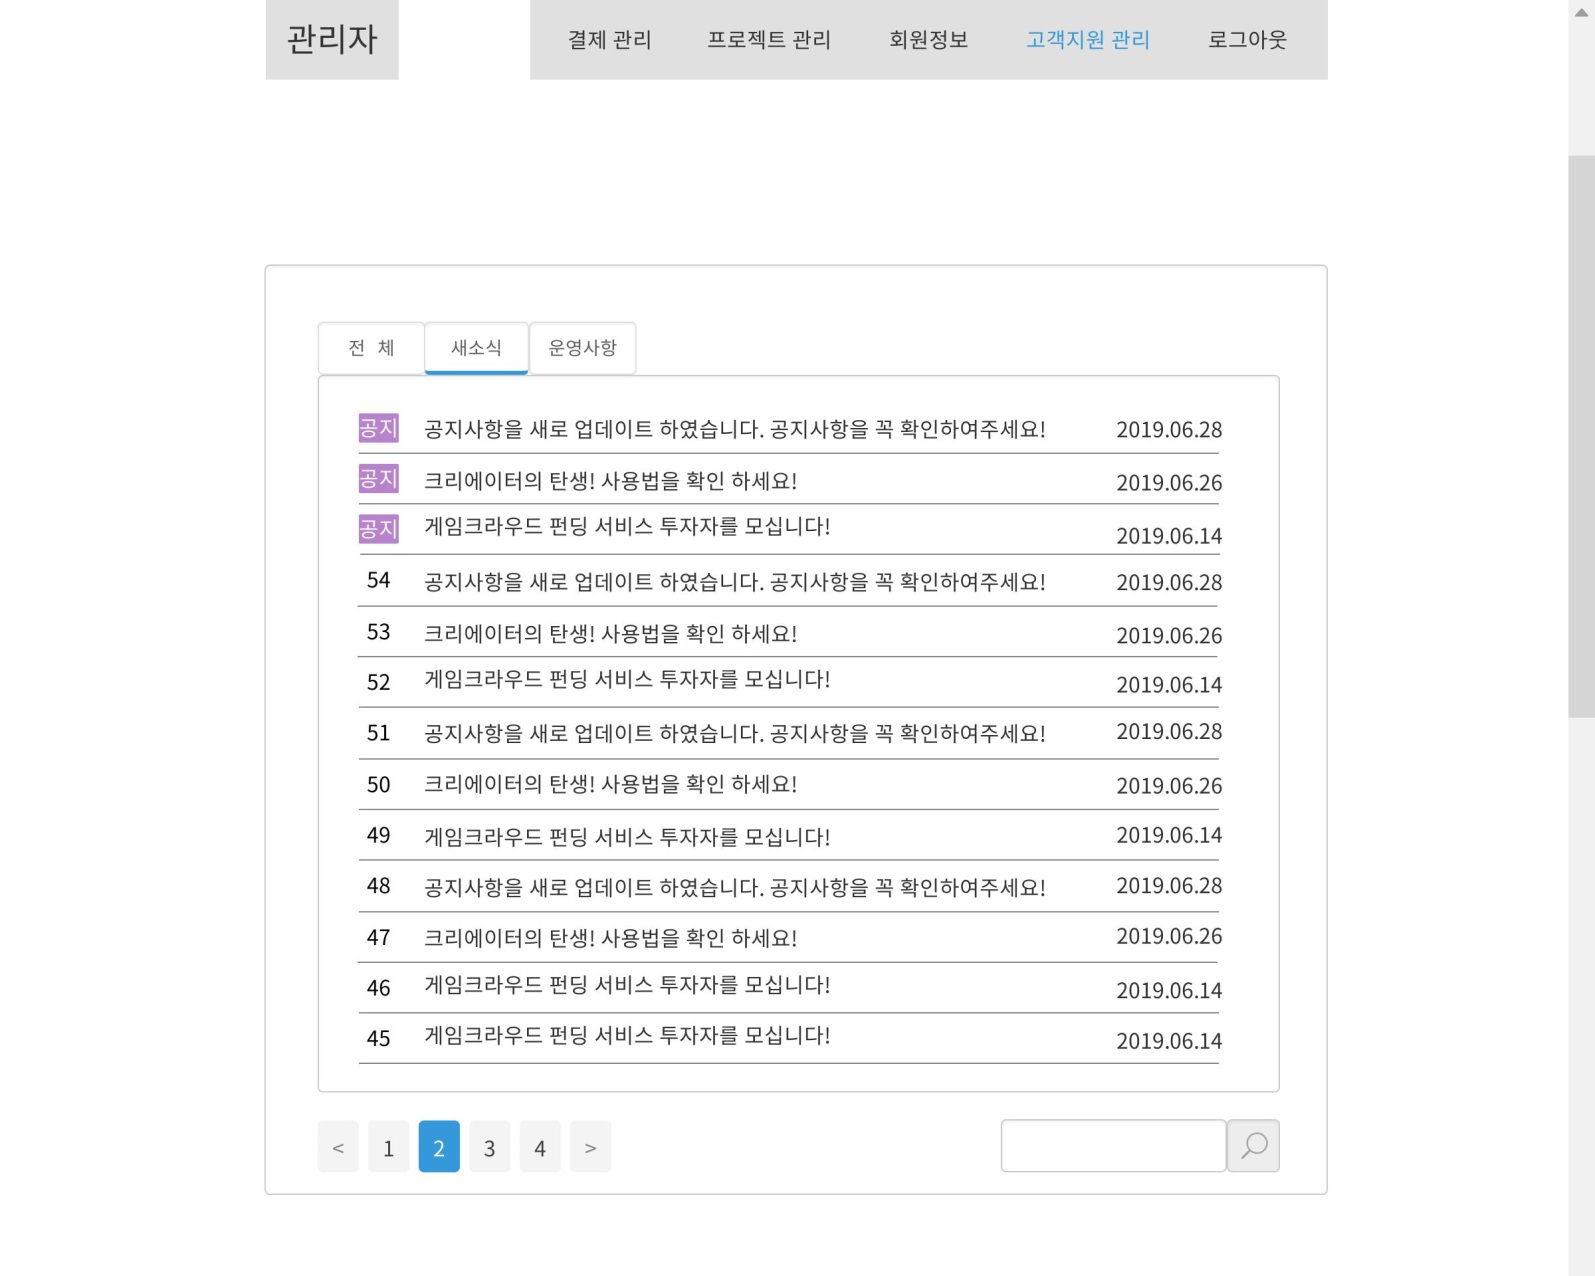 관리자 결제 관리 프로젝트 관리 회원정보 고객지원 관리 로그아웃
전 체 새소식 운영사항
공지 공지사항을 새로 업데이트 하였습니다. 공지사항을 꼭 확인하여주세요! 2019.06.28
공지 크리에이터의 탄생! 사용법을 확인 하세요! 2019.06.26
공지 게임크라우드 펀딩 서비스 투자자를 모십니다! 2019.06.14
54 공지사항을 새로 업데이트 하였습니다. 공지사항을 꼭 확인하여주세요! 2019.06.28
53 크리에이터의 탄생! 사용법을 확인 하세요! 2019.06.26
52 게임크라우드 펀딩 서비스 투자자를 모십니다! 2019.06.14
51 공지사항을 새로 업데이트 하였습니다. 공지사항을 꼭 확인하여주세요! 2019.06.28
50 크리에이터의 탄생! 사용법을 확인 하세요! 2019.06.26
49 게임크라우드 펀딩 서비스 투자자를 모십니다! 2019.06.14
48 공지사항을 새로 업데이트 하였습니다. 공지사항을 꼭 확인하여주세요! 2019.06.28
47 크리에이터의 탄생! 사용법을 확인 하세요! 2019.06.26
46 게임크라우드 펀딩 서비스 투자자를 모십니다! 2019.06.14
45 게임크라우드 펀딩 서비스 투자자를 모십니다! 2019.06.14
< 1 2 3 4 >